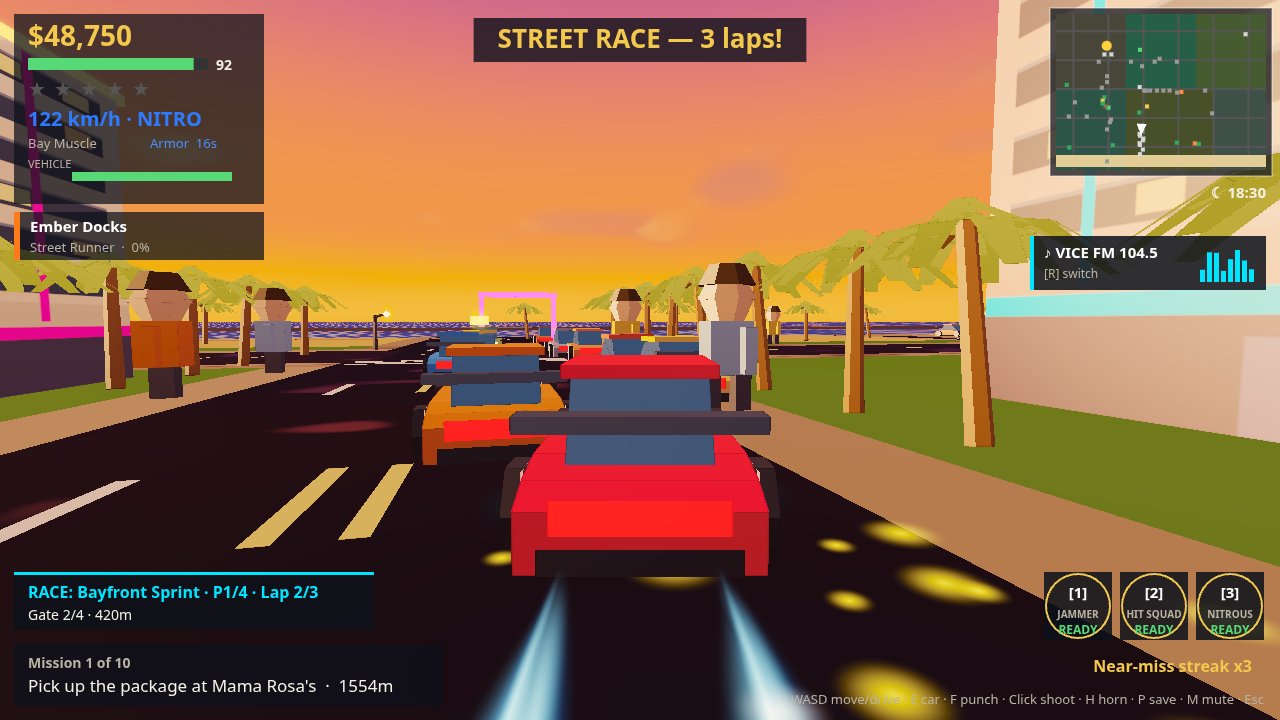 $48,750
92
★ ★ ★ ★ ★
122 km/h · NITRO
Bay Muscle Armor 16s
VEHICLE
Ember Docks
Street Runner · 0%
STREET RACE — 3 laps!
☾ 18:30
♪ VICE FM 104.5
[R] switch
RACE: Bayfront Sprint · P1/4 · Lap 2/3
Gate 2/4 · 420m
Mission 1 of 10
Pick up the package at Mama Rosa's · 1554m
[1] [2] [3]
JAMMER HIT SQUAD NITROUS
READY READY READY
Near-miss streak x3
WASD move/drive · E car · F punch · Click shoot · H horn · P save · M mute · Esc